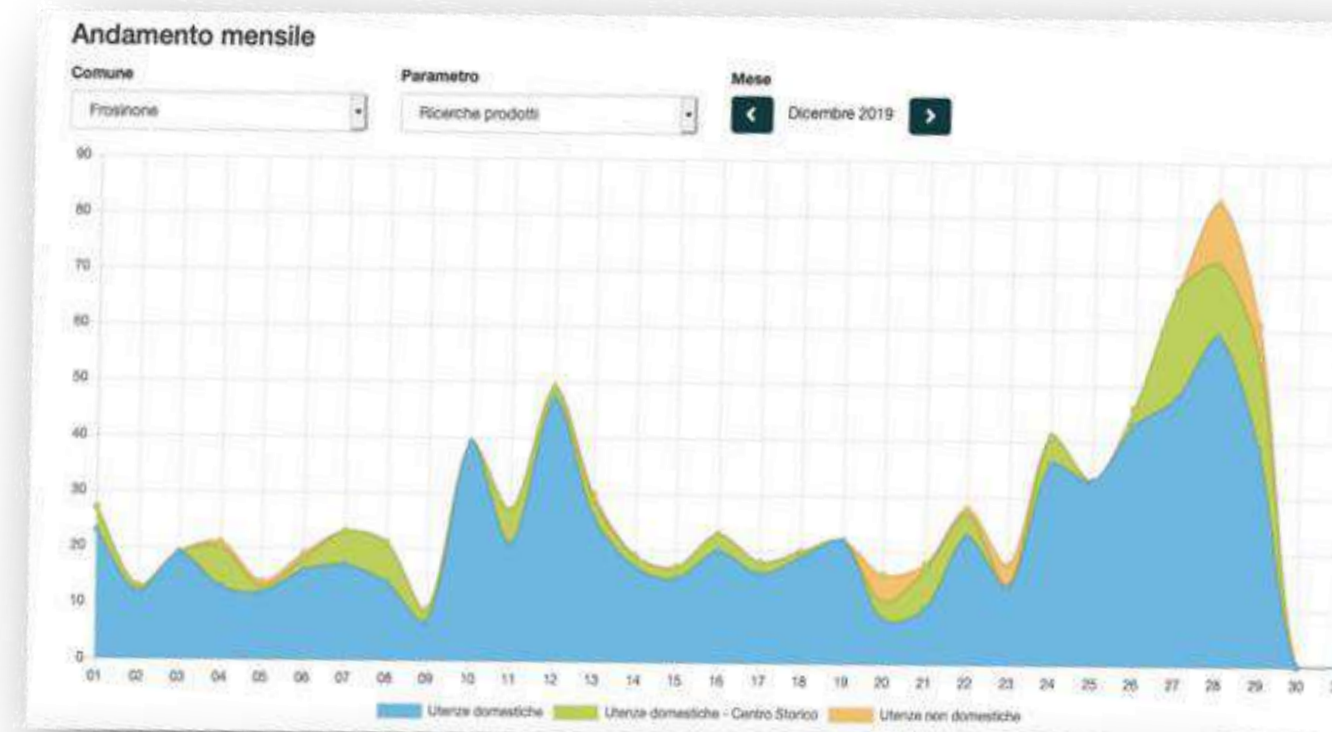 Andamento mensile
Comune Parametro Mese
Frosinone Ricerche prodotti Dicembre 2019
90
80
70
60
50
40
30
20
10
0
01 02 03 04 05 06 07 08 09 10 11 12 13 14 15 16 17 18 19 20 21 22 23 24 25 26 27 28 29 30
Utenze domestiche Utenze domestiche - Centro Storico Utenze non domestiche